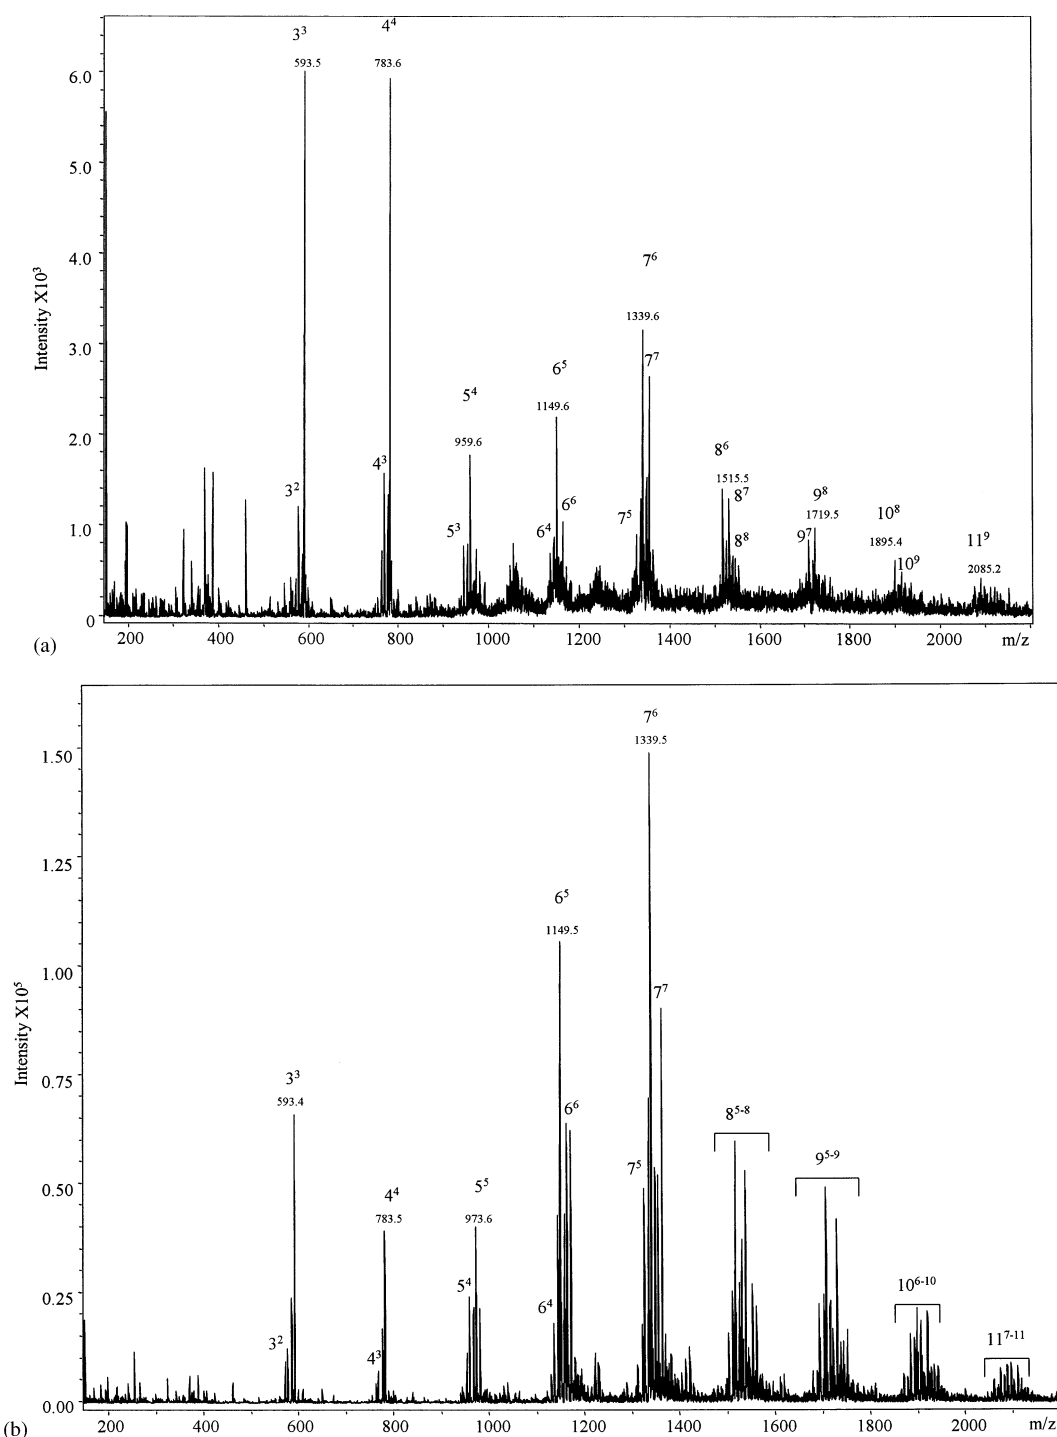 3³ 4⁴
593.5 783.6
6.0
5.0
4.0
7⁶
1339.6
3.0
7⁷
6⁵
5⁴ 1149.6
2.0 959.6
8⁶
4³ 1515.5
3² 8⁷ 9⁸
6⁶ 1719.5 10⁸
1.0 5³ 6⁴ 7⁵ 8⁸ 9⁷ 1895.4 11⁹
10⁹ 2085.2
0
Intensity X10³
200 400 600 800 1000 1200 1400 1600 1800 2000 m/z
(a)
7⁶
1339.5
1.50
1.25
6⁵
1149.5
1.00
7⁷
3³
0.75 593.4
6⁶ 8⁵⁻⁸
7⁵ 9⁵⁻⁹
0.50 4⁴ 5⁵
783.5 973.6
5⁴ 10⁶⁻¹⁰
0.25 6⁴
3² 4³ 11⁷⁻¹¹
0.00
Intensity X10⁵
200 400 600 800 1000 1200 1400 1600 1800 2000 m/z
(b)